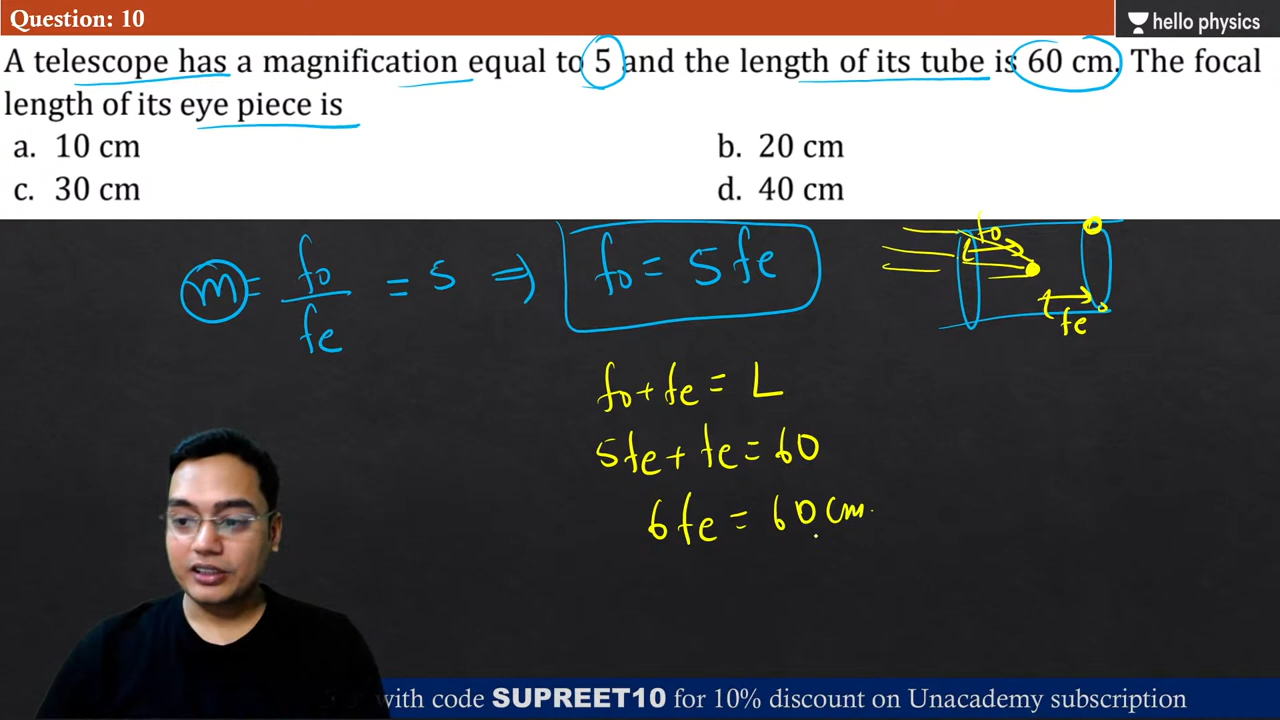 Question: 10
hello physics
A telescope has a magnification equal to 5 and the length of its tube is 60 cm. The focal
length of its eye piece is
a. 10 cm
b. 20 cm
c. 30 cm
d. 40 cm
m = fo/fe = 5 ⇒ fo = 5fe
fo
fe
fo + fe = L
5fe + fe = 60
6fe = 60cm.
with code SUPREET10 for 10% discount on Unacademy subscription